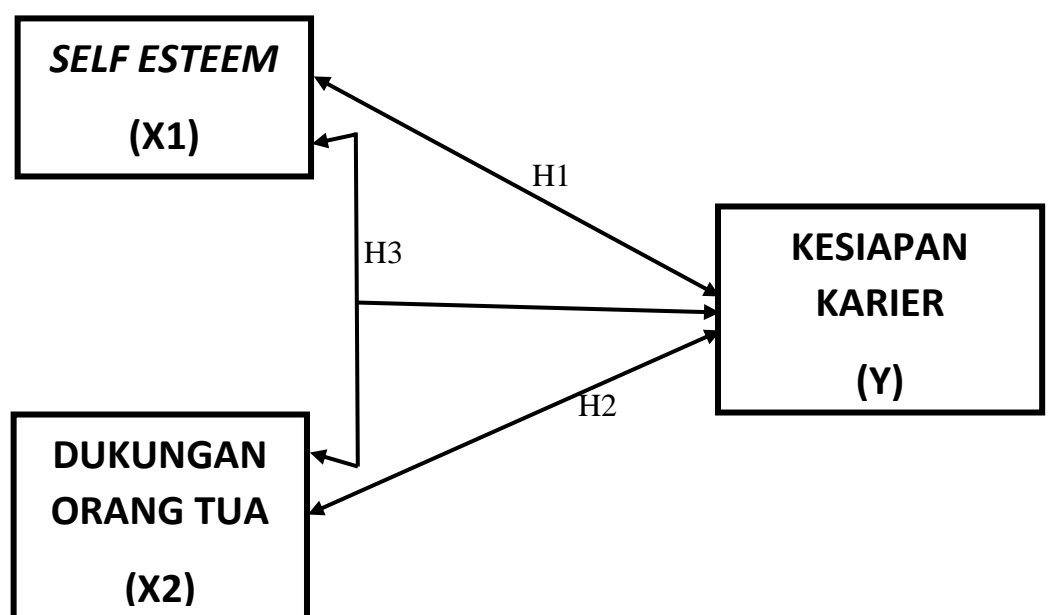 SELF ESTEEM
(X1)
H1
H3
KESIAPAN
KARIER
(Y)
H2
DUKUNGAN
ORANG TUA
(X2)